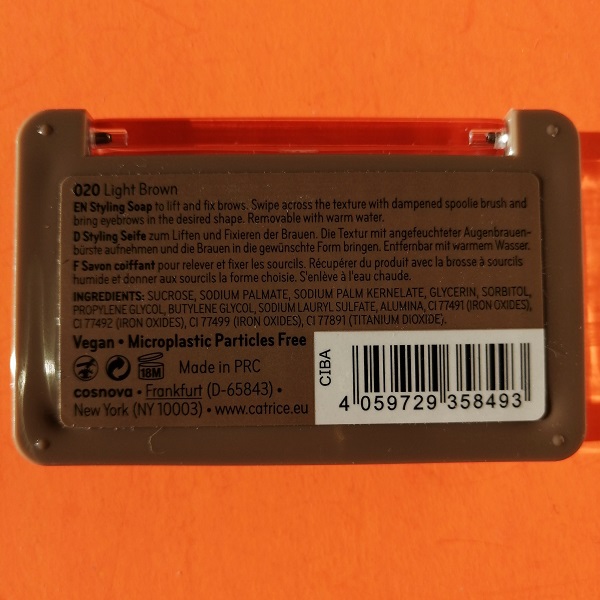 020 Light Brown
EN Styling Soap to lift and fix brows. Swipe across the texture with dampened spoolie brush and
bring eyebrows in the desired shape. Removable with warm water.
D Styling Seife zum Liften und Fixieren der Brauen. Die Textur mit angefeuchteter Augenbrauen-
bürste aufnehmen und die Brauen in die gewünschte Form bringen. Entfernbar mit warmem Wasser.
F Savon coiffant pour relever et fixer les sourcils. Récupérer du produit avec la brosse à sourcils
humide et donner aux sourcils la forme choisie. S'enlève à l'eau chaude.
INGREDIENTS: SUCROSE, SODIUM PALMATE, SODIUM PALM KERNELATE, GLYCERIN, SORBITOL,
PROPYLENE GLYCOL, BUTYLENE GLYCOL, SODIUM LAURYL SULFATE, ALUMINA, CI 77491 (IRON OXIDES),
CI 77492 (IRON OXIDES), CI 77499 (IRON OXIDES), CI 77891 (TITANIUM DIOXIDE).
Vegan • Microplastic Particles Free
18M Made in PRC
cosnova • Frankfurt (D-65843) •
New York (NY 10003) • www.catrice.eu
CIBA
4 059729 358493